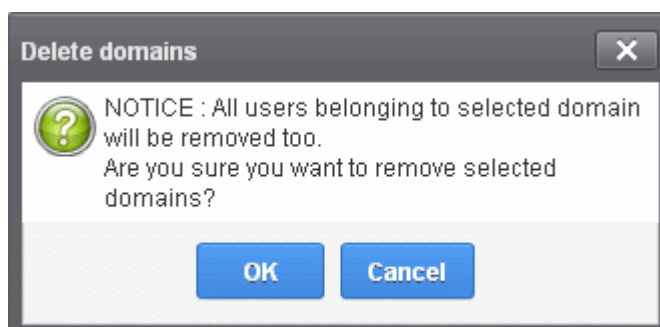 Delete domains
NOTICE : All users belonging to selected domain
will be removed too.
Are you sure you want to remove selected
domains?
OK
Cancel